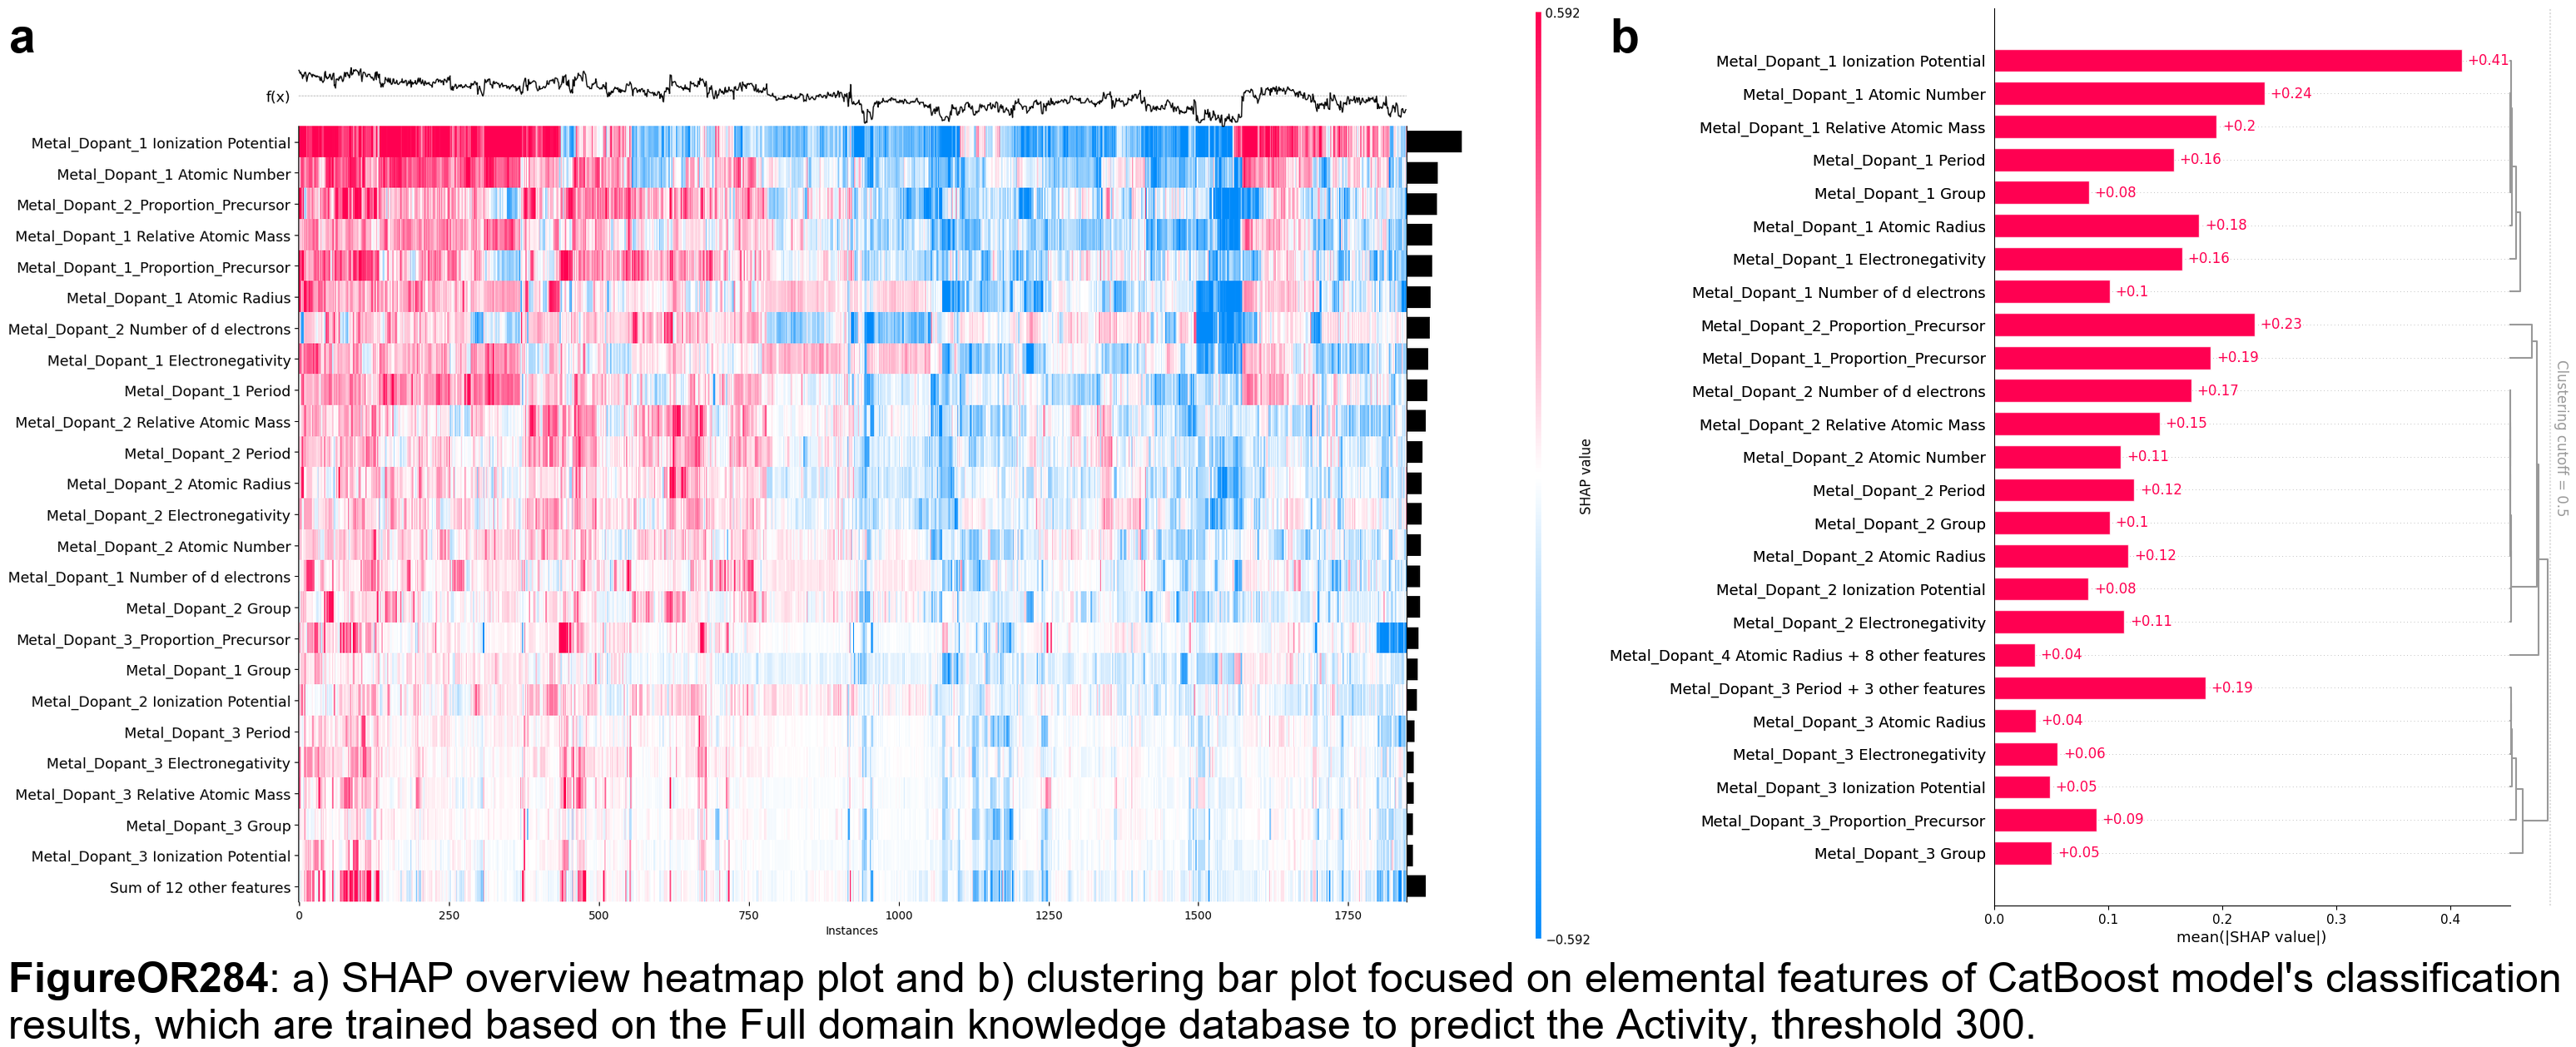 a
f(x)
Metal_Dopant_1 Ionization Potential
Metal_Dopant_1 Atomic Number
Metal_Dopant_2_Proportion_Precursor
Metal_Dopant_1 Relative Atomic Mass
Metal_Dopant_1_Proportion_Precursor
Metal_Dopant_1 Atomic Radius
Metal_Dopant_2 Number of d electrons
Metal_Dopant_1 Electronegativity
Metal_Dopant_1 Period
Metal_Dopant_2 Relative Atomic Mass
Metal_Dopant_2 Period
Metal_Dopant_2 Atomic Radius
Metal_Dopant_2 Electronegativity
Metal_Dopant_2 Atomic Number
Metal_Dopant_1 Number of d electrons
Metal_Dopant_2 Group
Metal_Dopant_3_Proportion_Precursor
Metal_Dopant_1 Group
Metal_Dopant_2 Ionization Potential
Metal_Dopant_3 Period
Metal_Dopant_3 Electronegativity
Metal_Dopant_3 Relative Atomic Mass
Metal_Dopant_3 Group
Metal_Dopant_3 Ionization Potential
Sum of 12 other features
0 250 500 750 1000 1250 1500 1750
Instances
0.592
SHAP value
−0.592
b
Metal_Dopant_1 Ionization Potential +0.41
Metal_Dopant_1 Atomic Number +0.24
Metal_Dopant_1 Relative Atomic Mass +0.2
Metal_Dopant_1 Period +0.16
Metal_Dopant_1 Group +0.08
Metal_Dopant_1 Atomic Radius +0.18
Metal_Dopant_1 Electronegativity +0.16
Metal_Dopant_1 Number of d electrons +0.1
Metal_Dopant_2_Proportion_Precursor +0.23
Metal_Dopant_1_Proportion_Precursor +0.19
Metal_Dopant_2 Number of d electrons +0.17
Metal_Dopant_2 Relative Atomic Mass +0.15
Metal_Dopant_2 Atomic Number +0.11
Metal_Dopant_2 Period +0.12
Metal_Dopant_2 Group +0.1
Metal_Dopant_2 Atomic Radius +0.12
Metal_Dopant_2 Ionization Potential +0.08
Metal_Dopant_2 Electronegativity +0.11
Metal_Dopant_4 Atomic Radius + 8 other features +0.04
Metal_Dopant_3 Period + 3 other features +0.19
Metal_Dopant_3 Atomic Radius +0.04
Metal_Dopant_3 Electronegativity +0.06
Metal_Dopant_3 Ionization Potential +0.05
Metal_Dopant_3_Proportion_Precursor +0.09
Metal_Dopant_3 Group +0.05
0.0 0.1 0.2 0.3 0.4
mean(|SHAP value|)
Clustering cutoff = 0.5
FigureOR284: a) SHAP overview heatmap plot and b) clustering bar plot focused on elemental features of CatBoost model's classification
results, which are trained based on the Full domain knowledge database to predict the Activity, threshold 300.